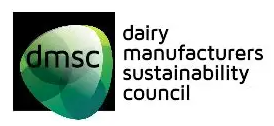 dmsc
dairy
manufacturers
sustainability
council